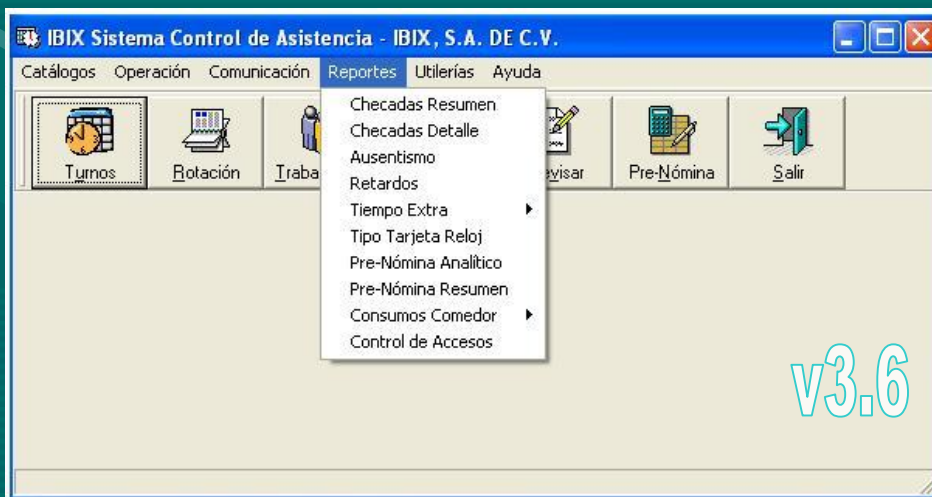 IBIX Sistema Control de Asistencia - IBIX, S.A. DE C.V.
Catálogos Operación Comunicación Reportes Utilerías Ayuda
Checadas Resumen
Checadas Detalle
Ausentismo
Retardos
Tiempo Extra
Tipo Tarjeta Reloj
Pre-Nómina Analítico
Pre-Nómina Resumen
Consumos Comedor
Control de Accesos
Turnos Rotación Pre-Nómina Salir
v3.6